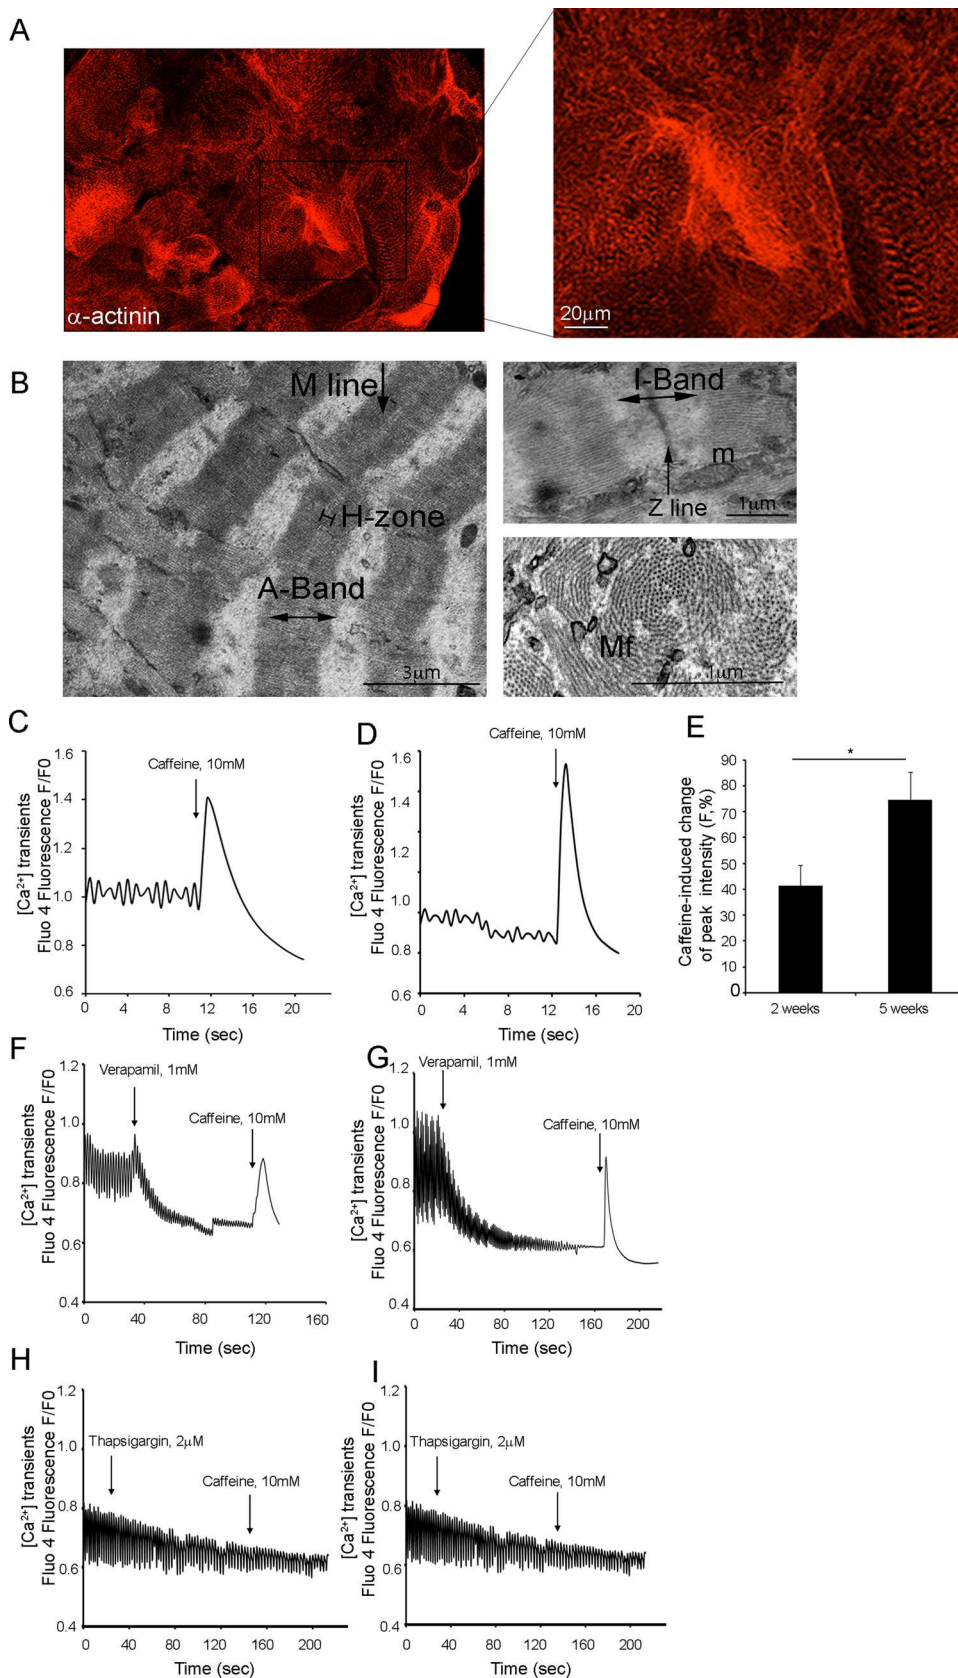 A
α-actinin
20μm
B
M line
H-zone
A-Band
3μm
I-Band
m
Z line
1μm
Mf
1μm
C
[Ca²⁺] transients
Fluo 4 Fluorescence F/F0
1.6
1.4
1.2
1.0
0.8
0.6
Caffeine, 10mM
0 4 8 12 16 20
Time (sec)
D
[Ca²⁺] transients
Fluo 4 Fluorescence F/F0
1.6
1.4
1.2
1.0
0.8
0.6
Caffeine, 10mM
0 4 8 12 16 20
Time (sec)
E
Caffeine-induced change
of peak intensity (F,%)
90
80
70
60
50
40
30
20
10
0
*
2 weeks 5 weeks
F
[Ca²⁺] transients
Fluo 4 Fluorescence F/F0
1.2
1.0
0.8
0.6
0.4
Verapamil, 1mM
Caffeine, 10mM
0 40 80 120 160
Time (sec)
G
[Ca²⁺] transients
Fluo 4 Fluorescence F/F0
1.2
1.0
0.8
0.6
0.4
Verapamil, 1mM
Caffeine, 10mM
0 40 80 120 160 200
Time (sec)
H
[Ca²⁺] transients
Fluo 4 Fluorescence F/F0
1.2
1.0
0.8
0.6
0.4
Thapsigargin, 2μM
Caffeine, 10mM
0 40 80 120 160 200
Time (sec)
I
[Ca²⁺] transients
Fluo 4 Fluorescence F/F0
1.2
1.0
0.8
0.6
0.4
Thapsigargin, 2μM
Caffeine, 10mM
0 40 80 120 160 200
Time (sec)